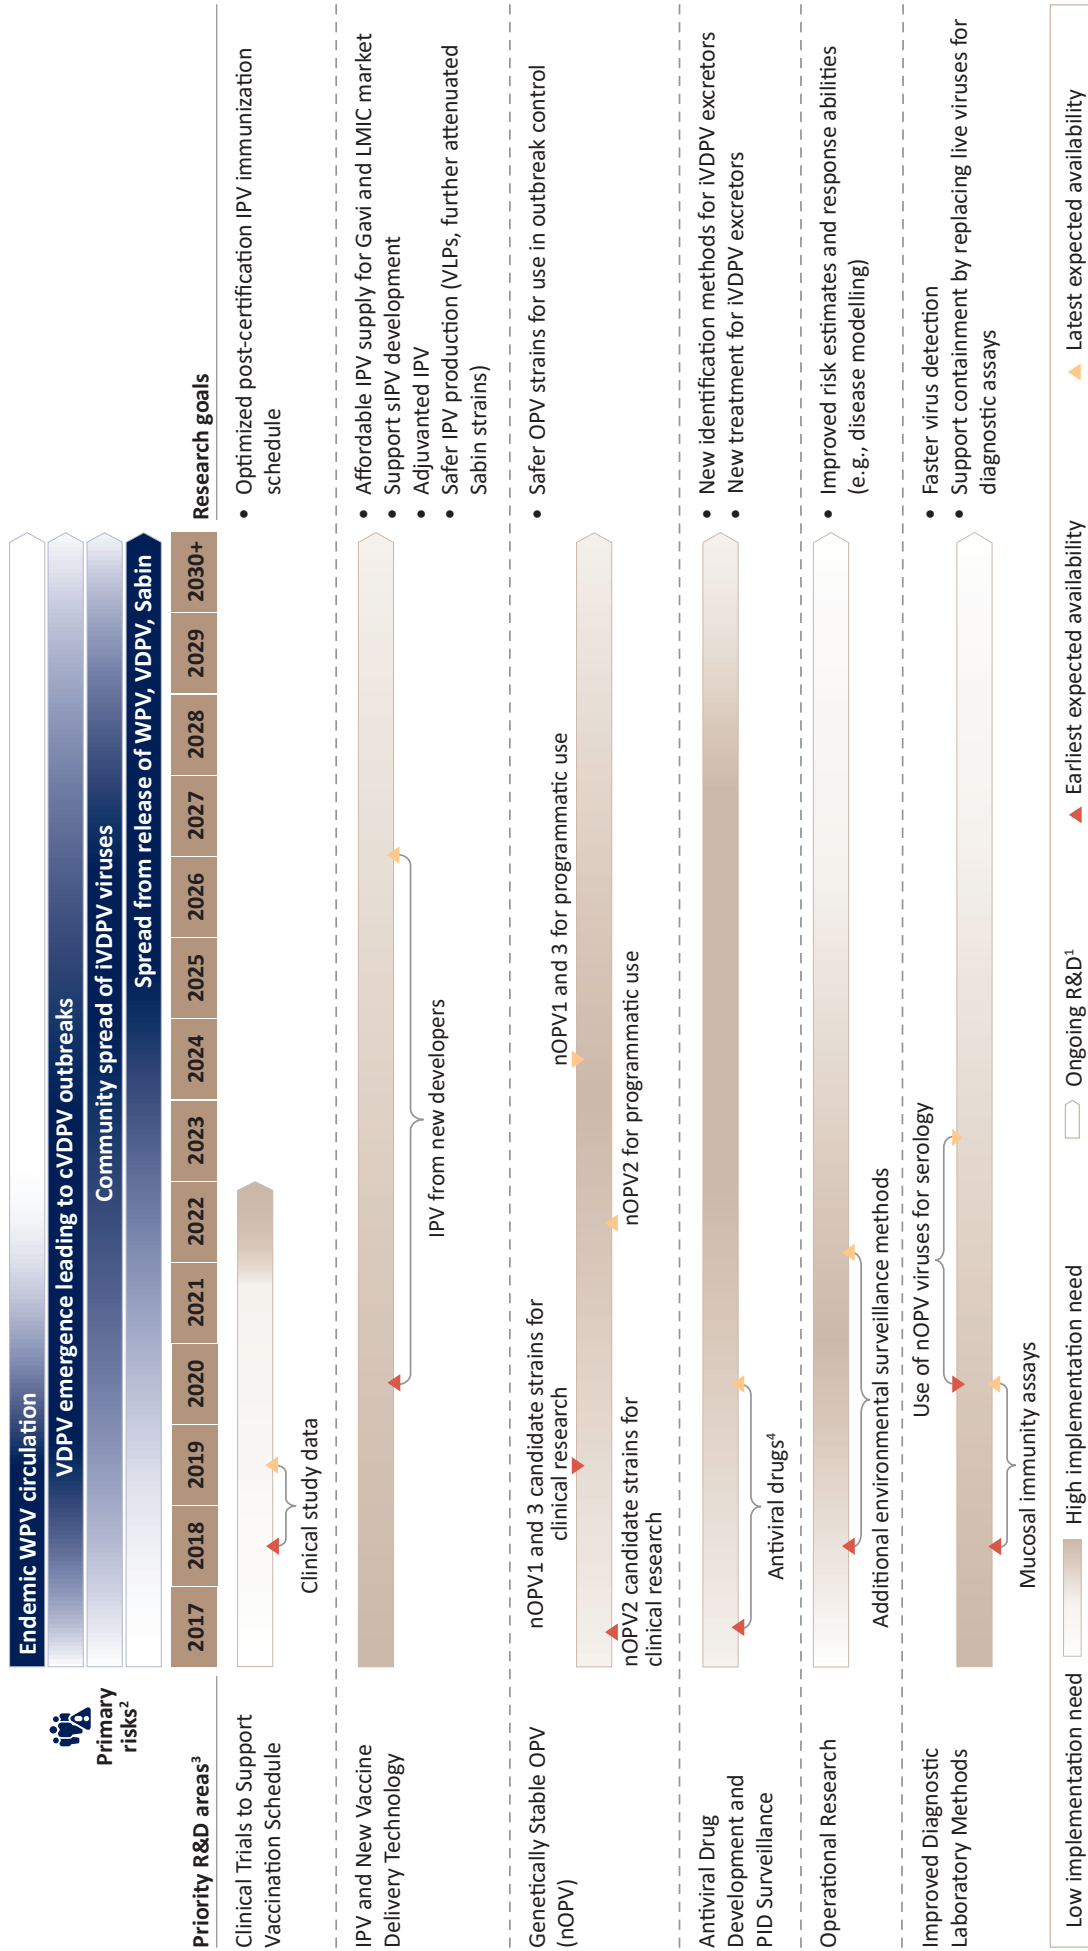 Endemic WPV circulation
VDPV emergence leading to cVDPV outbreaks
Community spread of iVDPV viruses
Spread from release of WPV, VDPV, Sabin
Primary
risks²
Priority R&D areas³
2017 2018 2019 2020 2021 2022 2023 2024 2025 2026 2027 2028 2029 2030+
Research goals
Clinical Trials to Support
Vaccination Schedule
Clinical study data
• Optimized post-certification IPV immunization
schedule
IPV and New Vaccine
Delivery Technology
IPV from new developers
• Affordable IPV supply for Gavi and LMIC market
• Support sIPV development
• Adjuvanted IPV
• Safer IPV production (VLPs, further attenuated
Sabin strains)
Genetically Stable OPV
(nOPV)
nOPV1 and 3 candidate strains for
clinical research
nOPV1 and 3 for programmatic use
nOPV2 candidate strains for
clinical research
nOPV2 for programmatic use
• Safer OPV strains for use in outbreak control
Antiviral Drug
Development and
PID Surveillance
Antiviral drugs⁴
• New identification methods for iVDPV excretors
• New treatment for iVDPV excretors
Operational Research
Additional environmental surveillance methods
• Improved risk estimates and response abilities
(e.g., disease modelling)
Improved Diagnostic
Laboratory Methods
Use of nOPV viruses for serology
Mucosal immunity assays
• Faster virus detection
• Support containment by replacing live viruses for
diagnostic assays
Low implementation need
High implementation need
Ongoing R&D¹
Earliest expected availability
Latest expected availability